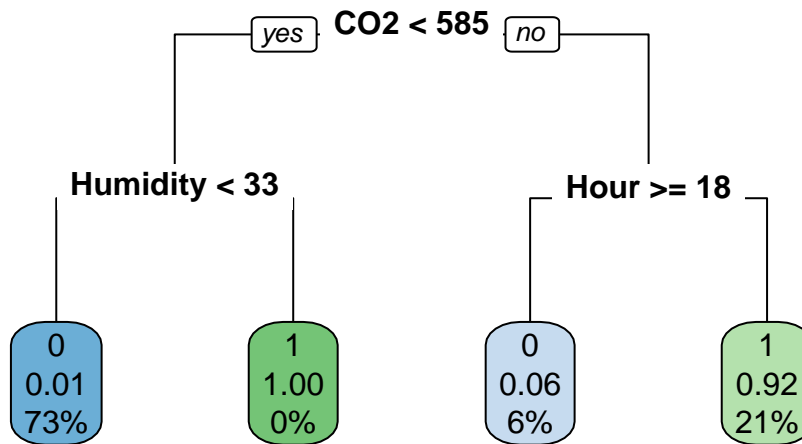 yes CO2 < 585 no
Humidity < 33 Hour >= 18
0 1 0 1
0.01 1.00 0.06 0.92
73% 0% 6% 21%